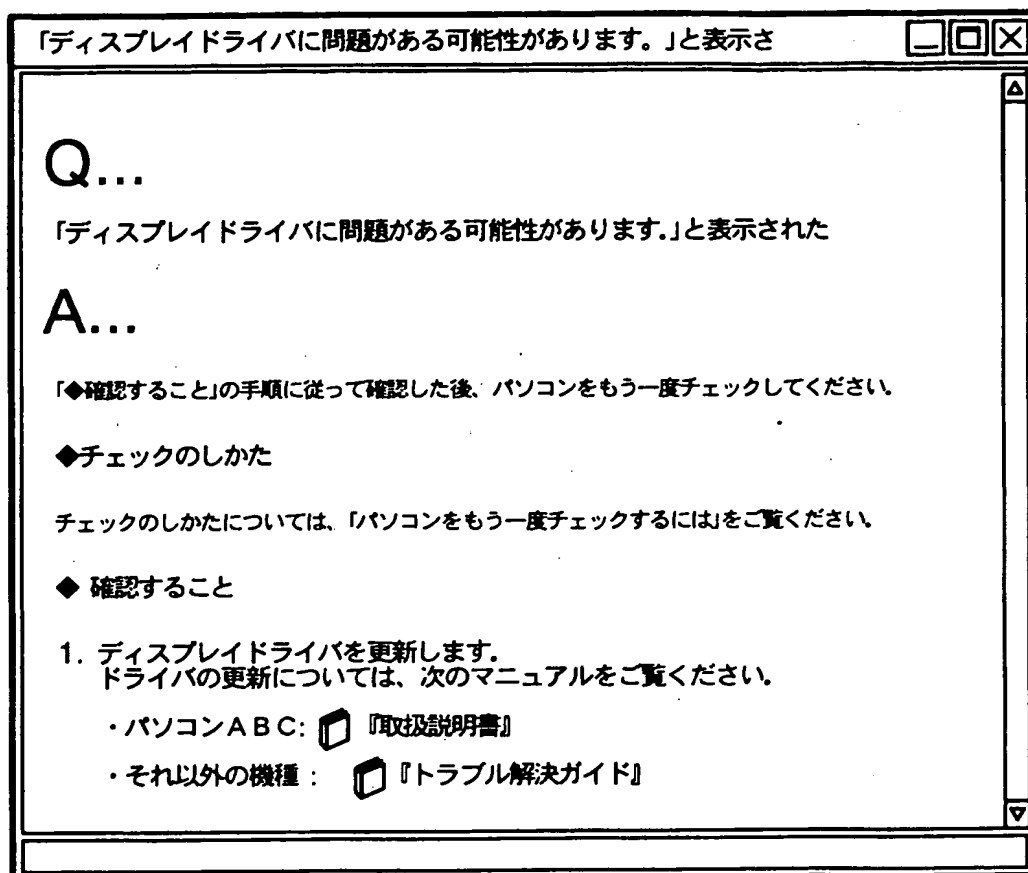 「ディスプレイドライバに問題がある可能性があります。」と表示さ
Q...
「ディスプレイドライバに問題がある可能性があります.」と表示された
A...
「◆確認すること」の手順に従って確認した後、パソコンをもう一度チェックしてください。
◆チェックのしかた
チェックのしかたについては、「パソコンをもう一度チェックするには」をご覧ください。
◆ 確認すること
1. ディスプレイドライバを更新します.
ドライバの更新については、次のマニュアルをご覧ください.
・パソコンABC: 『取扱説明書』
・それ以外の機種: 『トラブル解決ガイド』